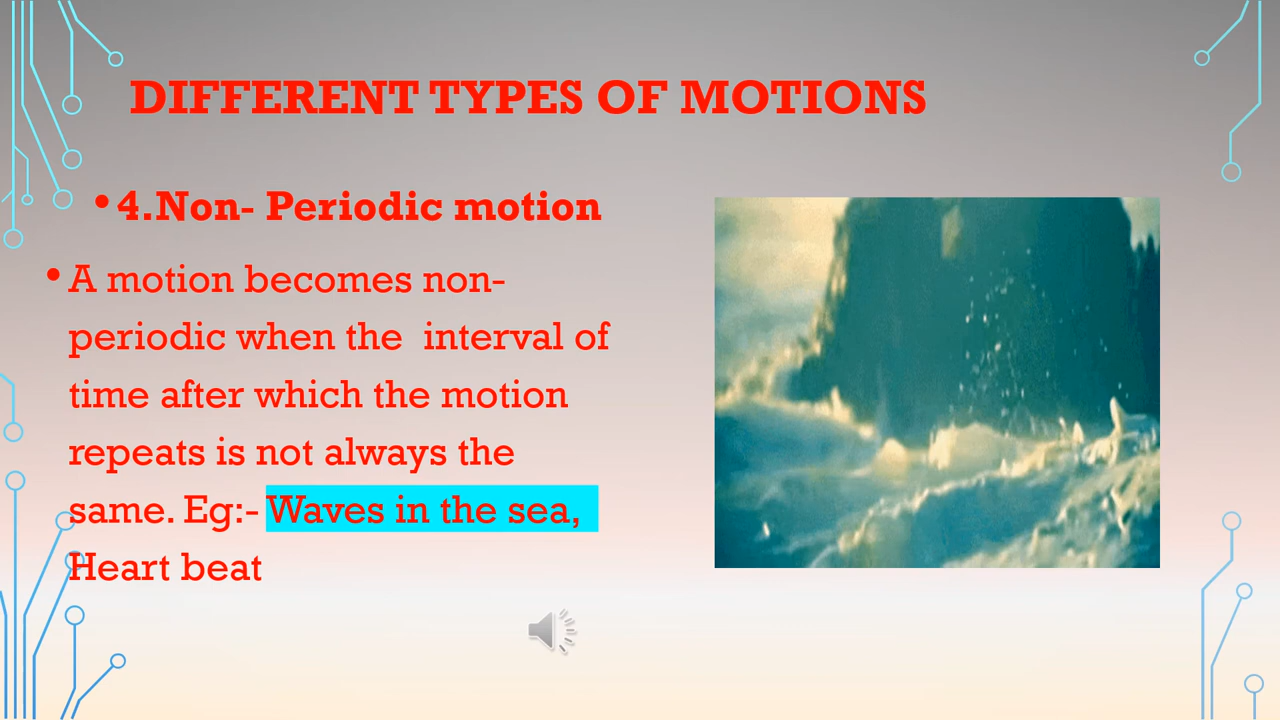 DIFFERENT TYPES OF MOTIONS
• 4.Non- Periodic motion
• A motion becomes non-
periodic when the  interval of
time after which the motion
repeats is not always the
same. Eg:- Waves in the sea,
Heart beat